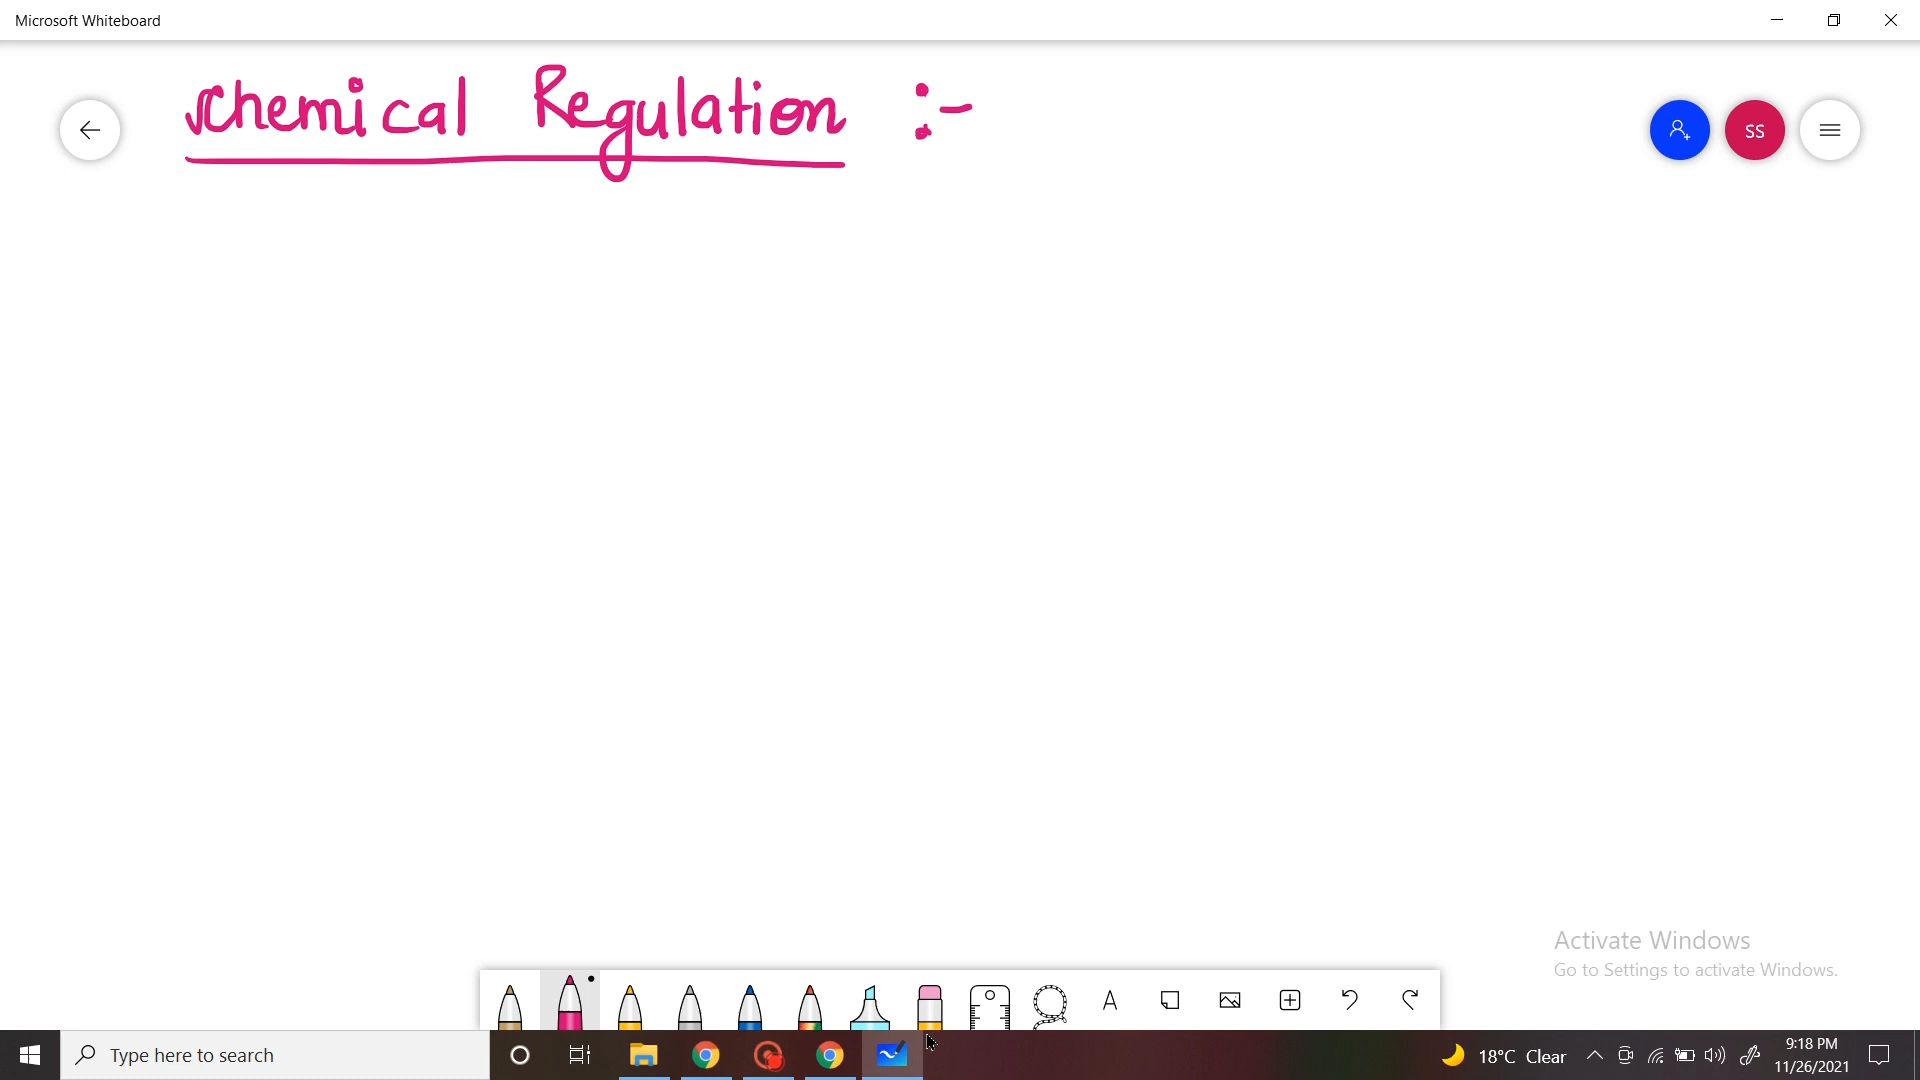 Microsoft Whiteboard
chemical Regulation :-
SS
Activate Windows
Go to Settings to activate Windows.
Type here to search
18°C Clear
9:18 PM
11/26/2021